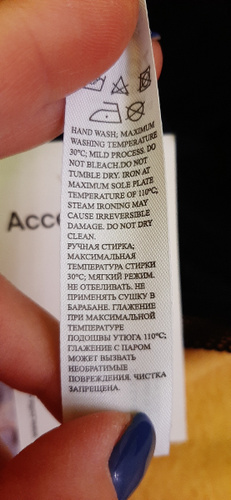 HAND WASH; MAXIMUM
WASHING TEMPERATURE
30°C; MILD PROCESS. DO
NOT BLEACH.DO NOT
TUMBLE DRY. IRON AT
MAXIMUM SOLE PLATE
TEMPERATURE OF 110°C;
STEAM IRONING MAY
CAUSE IRREVERSIBLE
DAMAGE. DO NOT DRY
CLEAN.
РУЧНАЯ СТИРКА;
МАКСИМАЛЬНАЯ
ТЕМПЕРАТУРА СТИРКИ
30°C; МЯГКИЙ РЕЖИМ.
НЕ ОТБЕЛИВАТЬ. НЕ
ПРИМЕНЯТЬ СУШКУ В
БАРАБАНЕ. ГЛАЖЕНИЕ
ПРИ МАКСИМАЛЬНОЙ
ТЕМПЕРАТУРЕ
ПОДОШВЫ УТЮГА 110°C;
ГЛАЖЕНИЕ С ПАРОМ
МОЖЕТ ВЫЗВАТЬ
НЕОБРАТИМЫЕ
ПОВРЕЖДЕНИЯ. ЧИСТКА
ЗАПРЕЩЕНА.